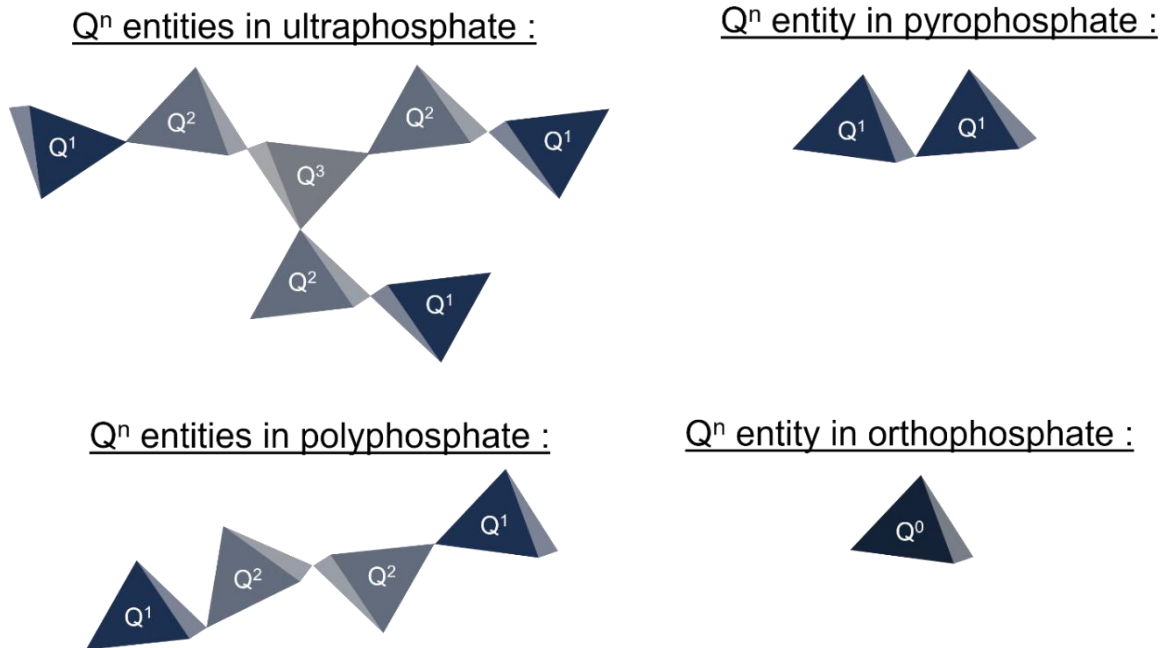 Qⁿ entities in ultraphosphate :
Q¹
Q²
Q³
Q²
Q¹
Q²
Q¹
Qⁿ entity in pyrophosphate :
Q¹ Q¹
Qⁿ entities in polyphosphate :
Q¹
Q²
Q²
Q¹
Qⁿ entity in orthophosphate :
Q⁰